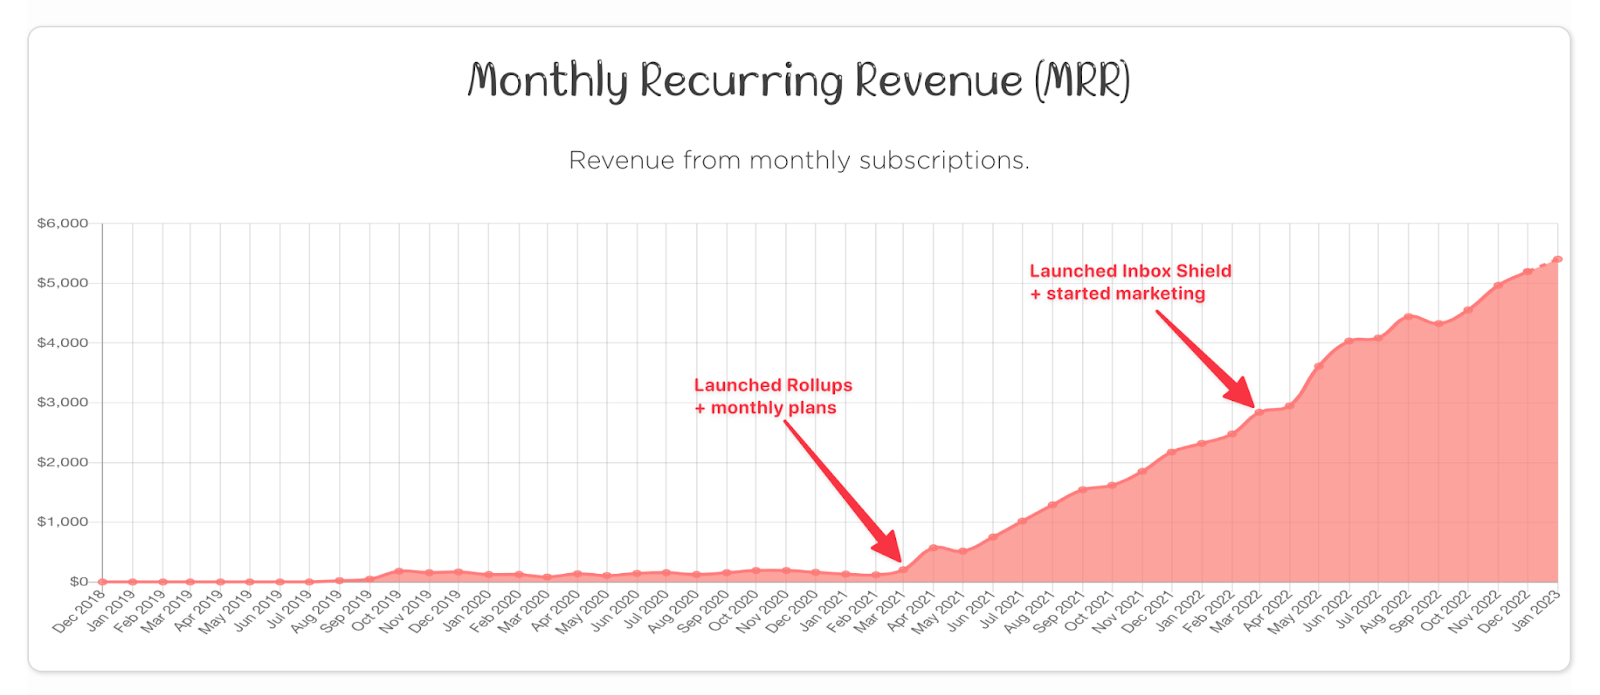 Monthly Recurring Revenue (MRR)
Revenue from monthly subscriptions.
$6,000
$5,000
$4,000
$3,000
$2,000
$1,000
$0
Launched Inbox Shield
+ started marketing
Launched Rollups
+ monthly plans
Dec 2018
Jan 2019
Feb 2019
Mar 2019
Apr 2019
May 2019
Jun 2019
Jul 2019
Aug 2019
Sep 2019
Oct 2019
Nov 2019
Dec 2019
Jan 2020
Feb 2020
Mar 2020
Apr 2020
May 2020
Jun 2020
Jul 2020
Aug 2020
Sep 2020
Oct 2020
Nov 2020
Dec 2020
Jan 2021
Feb 2021
Mar 2021
Apr 2021
May 2021
Jun 2021
Jul 2021
Aug 2021
Sep 2021
Oct 2021
Nov 2021
Dec 2021
Jan 2022
Feb 2022
Mar 2022
Apr 2022
May 2022
Jun 2022
Jul 2022
Aug 2022
Sep 2022
Oct 2022
Nov 2022
Dec 2022
Jan 2023